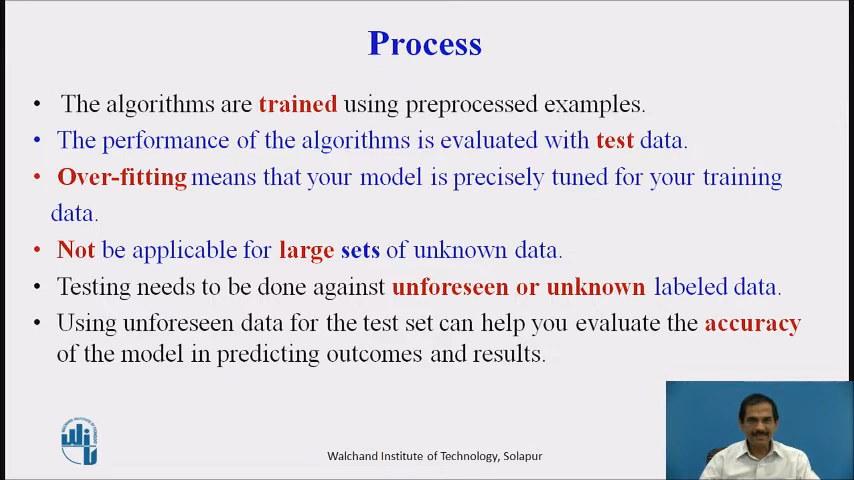 Process
• The algorithms are trained using preprocessed examples.
• The performance of the algorithms is evaluated with test data.
• Over-fitting means that your model is precisely tuned for your training
data.
• Not be applicable for large sets of unknown data.
• Testing needs to be done against unforeseen or unknown labeled data.
• Using unforeseen data for the test set can help you evaluate the accuracy
of the model in predicting outcomes and results.
Walchand Institute of Technology, Solapur